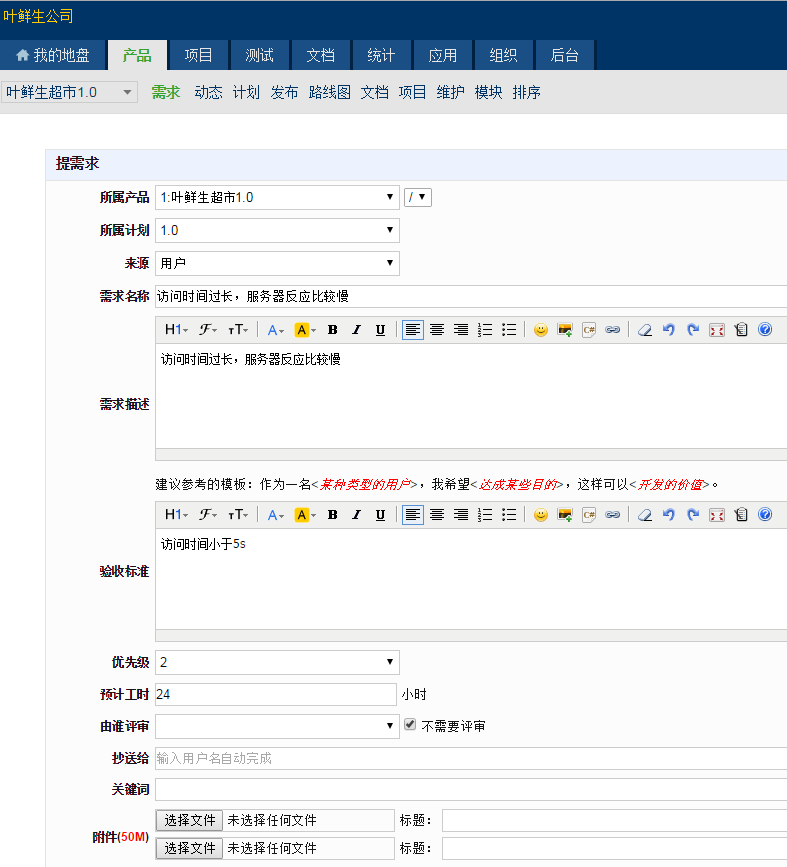 叶鲜生公司
我的地盘 产品 项目 测试 文档 统计 应用 组织 后台
叶鲜生超市1.0 需求 动态 计划 发布 路线图 文档 项目 维护 模块 排序
提需求
所属产品 1:叶鲜生超市1.0 /
所属计划 1.0
来源 用户
需求名称 访问时间过长，服务器反应比较慢
H1 F TT A A B I U C#
访问时间过长，服务器反应比较慢
需求描述
建议参考的模板：作为一名<某种类型的用户>，我希望<达成某些目的>，这样可以<开发的价值>。
H1 F TT A A B I U C#
访问时间小于5s
验收标准
优先级 2
预计工时 24 小时
由谁评审 不需要评审
抄送给 输入用户名自动完成
关键词
附件(50M)
选择文件 未选择任何文件 标题：
选择文件 未选择任何文件 标题：